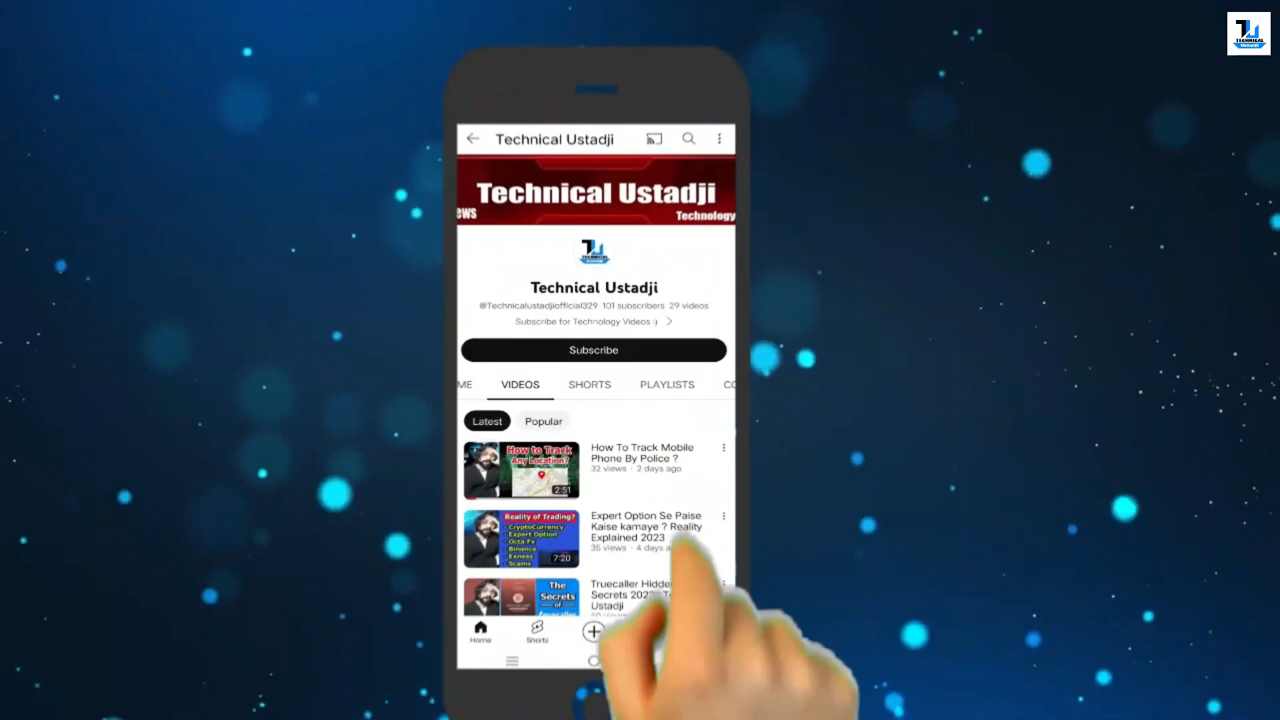 TECHNICAL
UstadJi
Technical Ustadji
Technical Ustadji
ews
Technology
Technical Ustadji
@Technicalustadjiofficial329 101 subscribers 29 videos
Subscribe for Technology Videos :)
Subscribe
ME VIDEOS SHORTS PLAYLISTS CO
Latest Popular
How to Track
Any Location?
2:51
How To Track Mobile
Phone By Police ?
32 views · 2 days ago
Reality of Trading?
- CryptoCurrency
- Expert Option
- Octa Fx
- Binance
- Exness
- Scams
7:20
Expert Option Se Paise
Kaise kamaye ? Reality
Explained 2023
35 views · 4 days a
The
Secrets
of
Truecaller Hidde
Secrets 202
Ustadji
Home Shorts